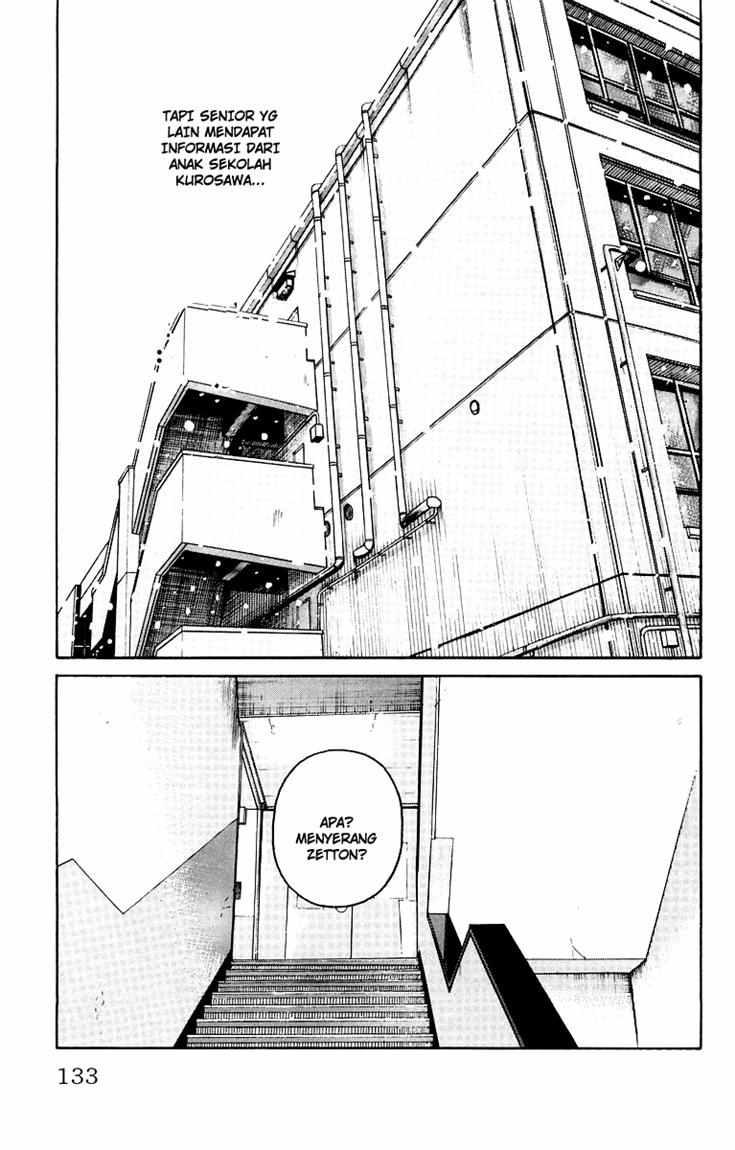 TAPI SENIOR YG
LAIN MENDAPAT
INFORMASI DARI
ANAK SEKOLAH
KUROSAWA...
APA?
MENYERANG
ZETTON?
133